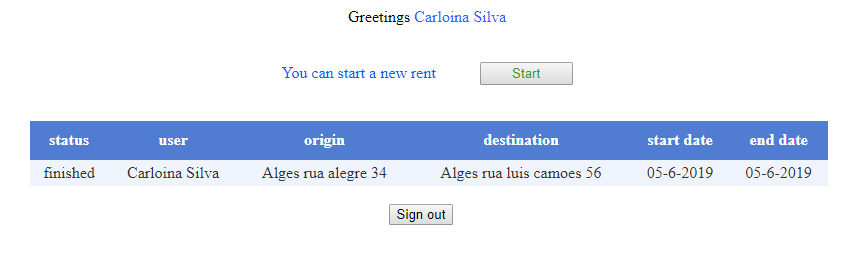 Greetings Carloina Silva
You can start a new rent Start
status user origin destination start date end date
finished Carloina Silva Alges rua alegre 34 Alges rua luis camoes 56 05-6-2019 05-6-2019
Sign out